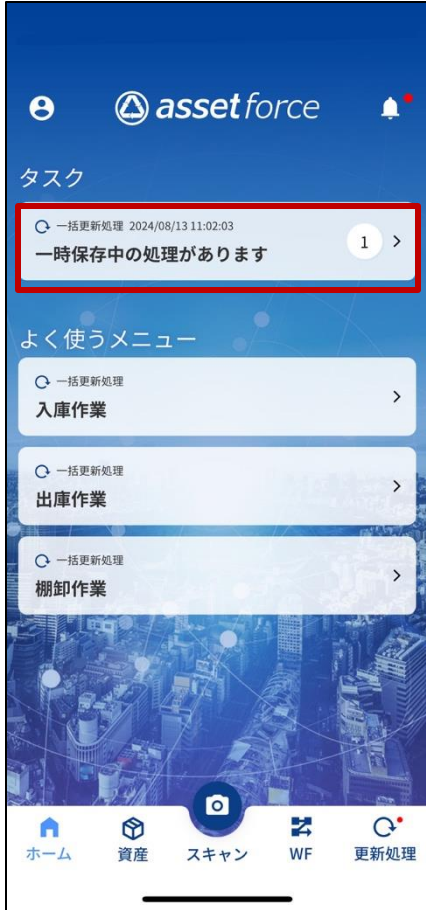 assetforce
タスク
一括更新処理 2024/08/13 11:02:03
一時保存中の処理があります
1
よく使うメニュー
一括更新処理
入庫作業
一括更新処理
出庫作業
一括更新処理
棚卸作業
ホーム 資産 スキャン WF 更新処理